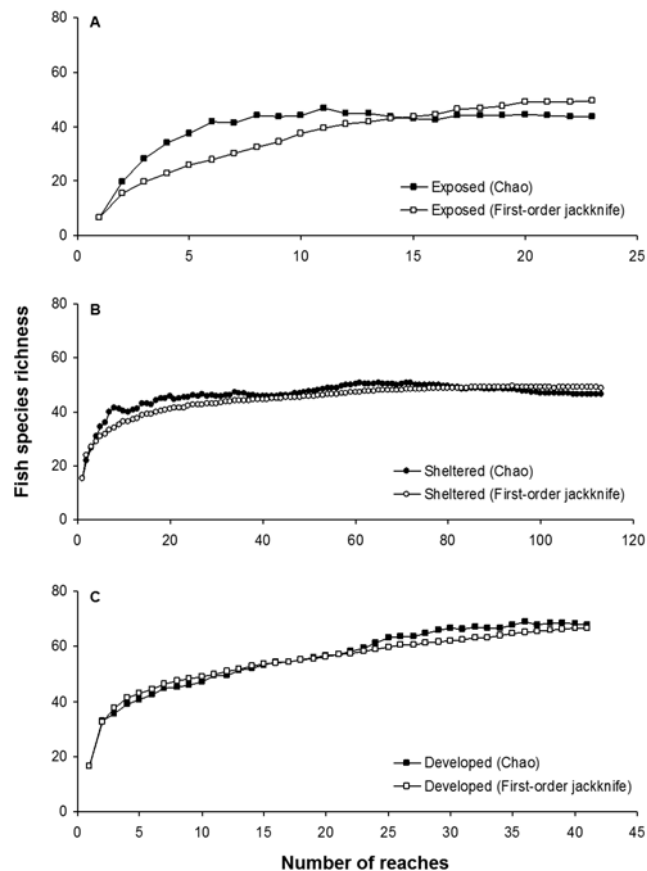 A
80
60
40
20
0
Exposed (Chao)
Exposed (First-order jackknife)
0 5 10 15 20 25
B
80
60
40
20
0
Sheltered (Chao)
Sheltered (First-order jackknife)
0 20 40 60 80 100 120
Fish species richness
C
80
60
40
20
0
Developed (Chao)
Developed (First-order jackknife)
0 5 10 15 20 25 30 35 40 45
Number of reaches